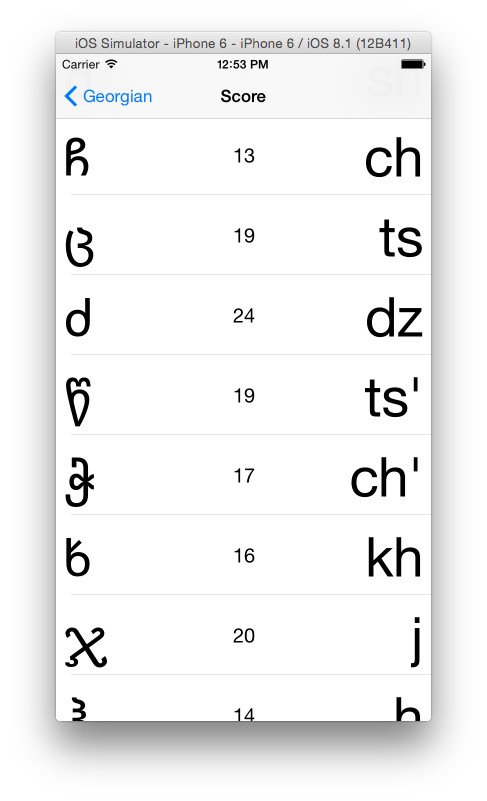 iOS Simulator - iPhone 6 - iPhone 6 / iOS 8.1 (12B411)
Carrier 12:53 PM
Georgian Score
ჩ 13 ch
ც 19 ts
ძ 24 dz
წ 19 ts'
ჭ 17 ch'
ხ 16 kh
ჯ 20 j
ჰ 14 h